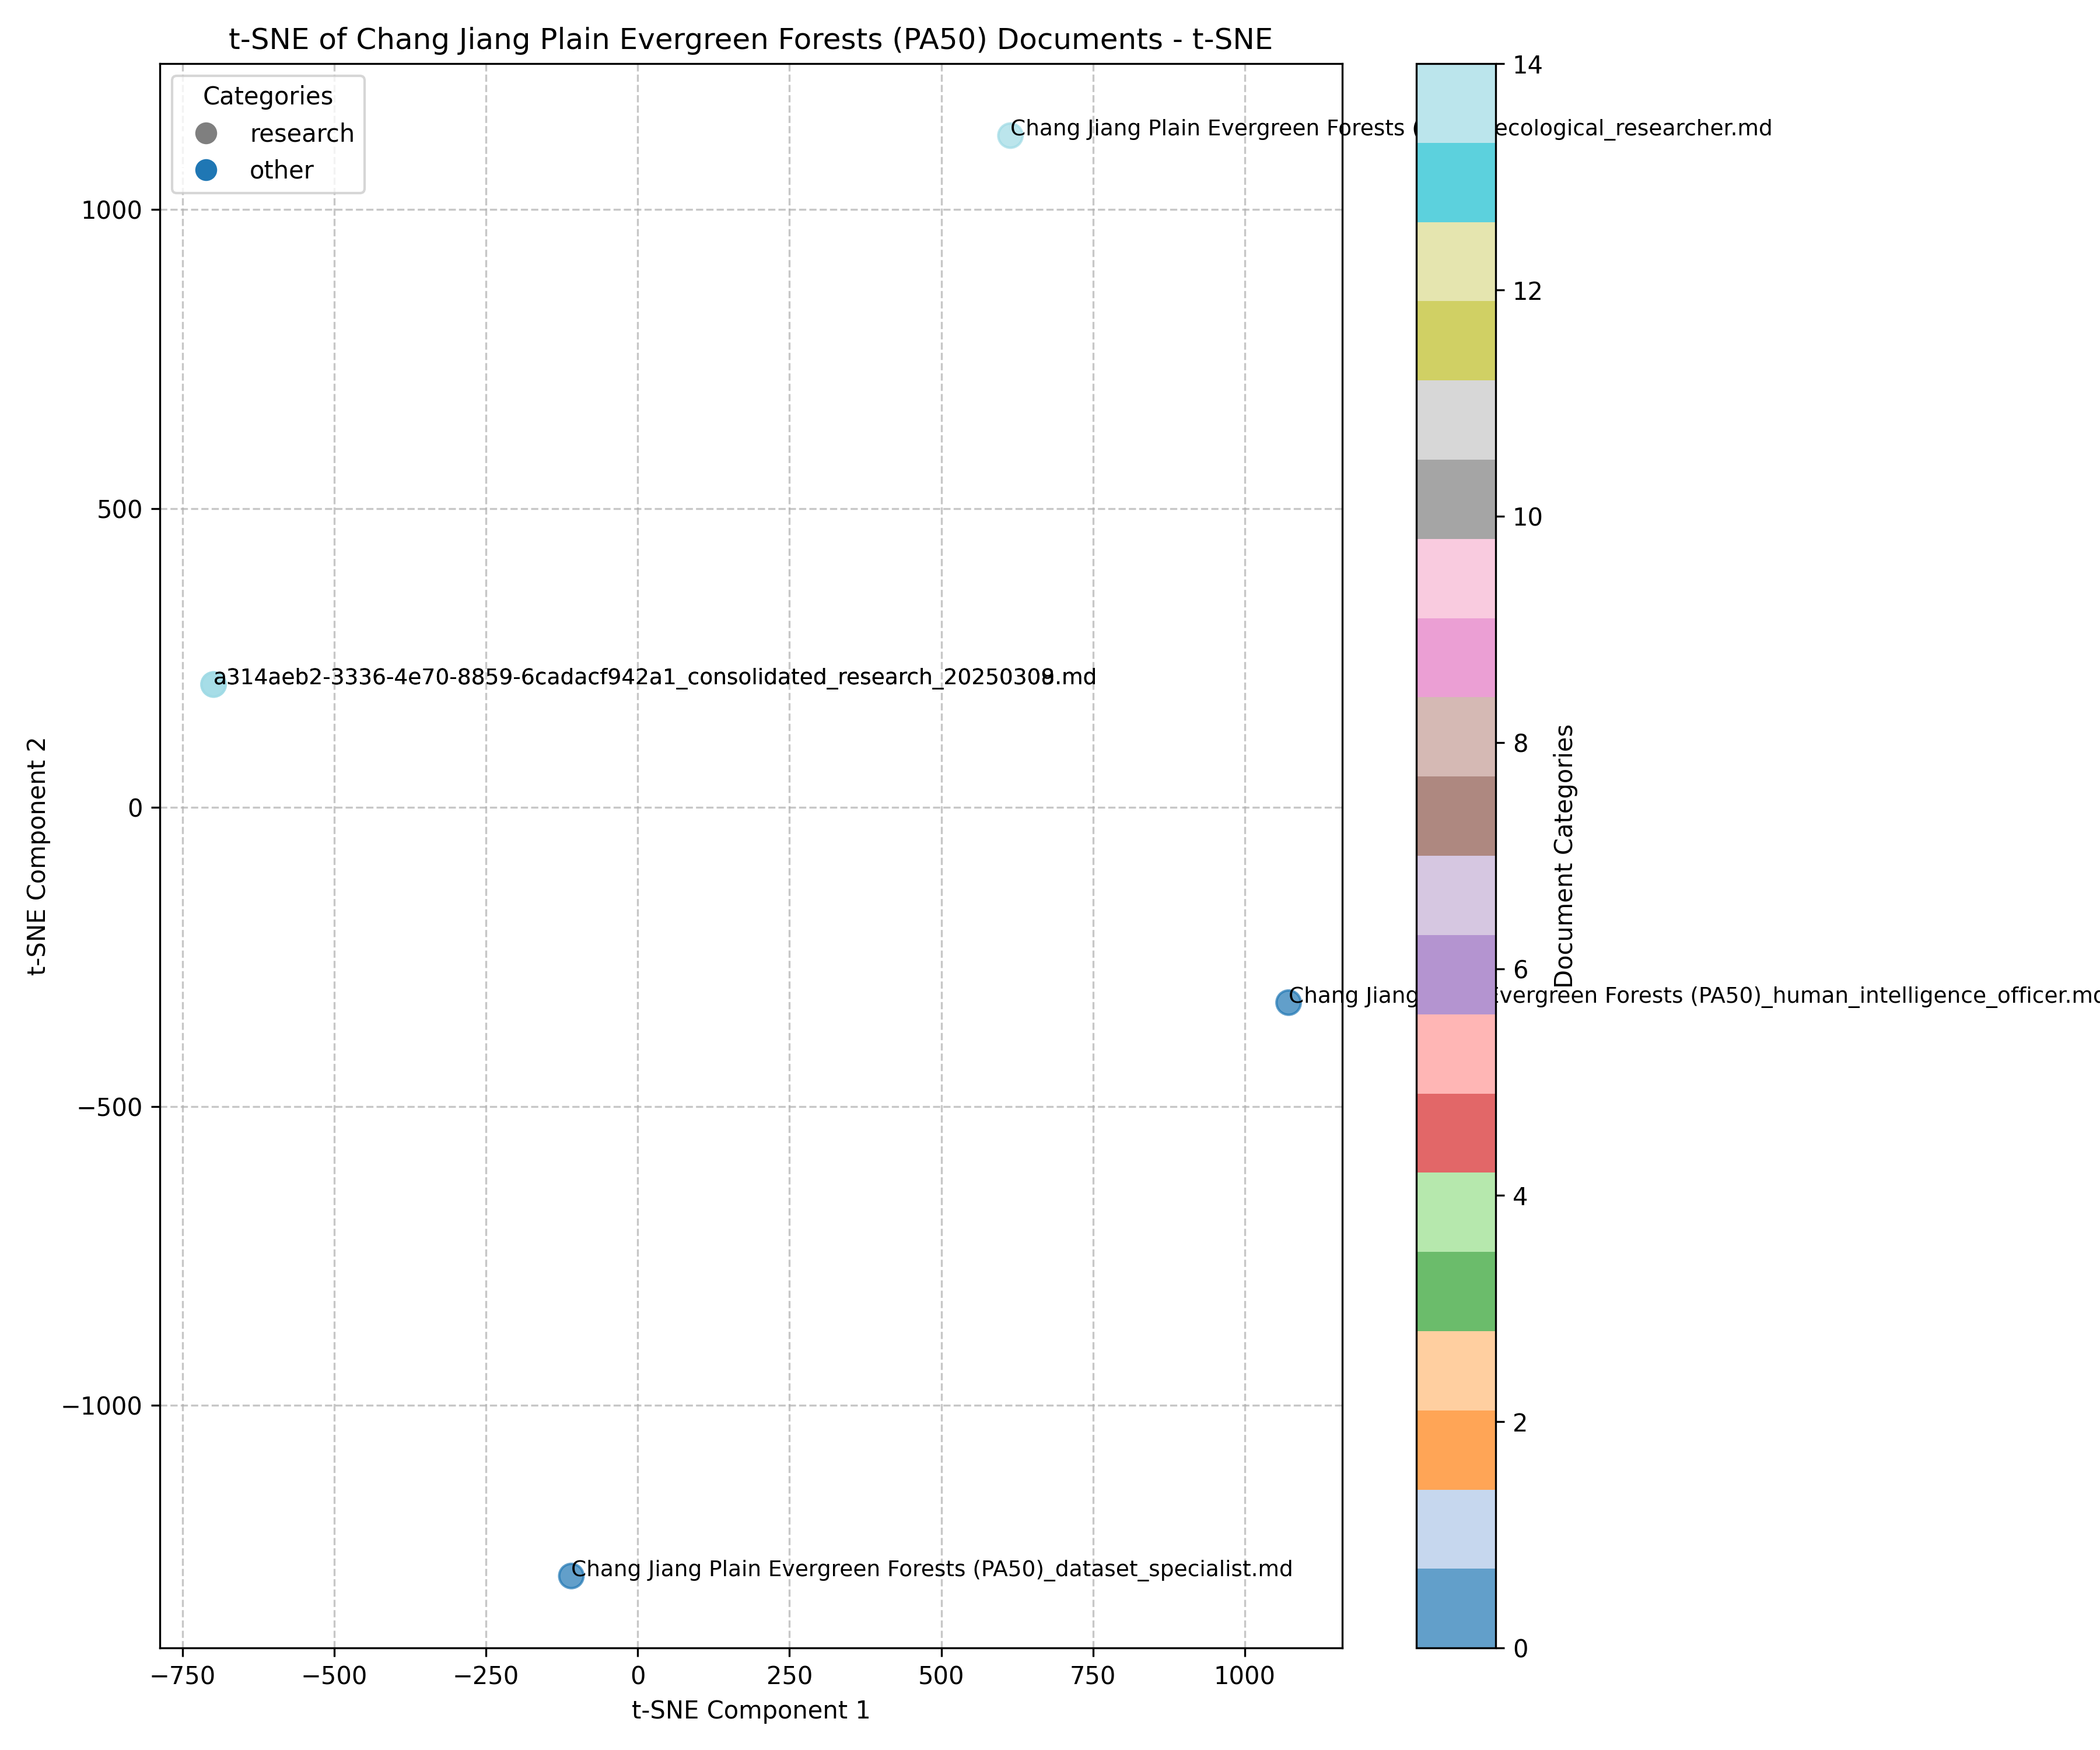 t-SNE of Chang Jiang Plain Evergreen Forests (PA50) Documents - t-SNE
Categories
research
other
Chang Jiang Plain Evergreen Forests ( ecological_researcher.md
a314aeb2-3336-4e70-8859-6cadacf942a1_consolidated_research_2025030 .md
Chang Jiang vergreen Forests (PA50)_human_intelligence_officer.md
Chang Jiang Plain Evergreen Forests (PA50)_dataset_specialist.md
1000
500
0
−500
−1000
t-SNE Component 2
−750
−500
−250
0
250
500
750
1000
t-SNE Component 1
14
12
10
8
6
4
2
0
Document Categories